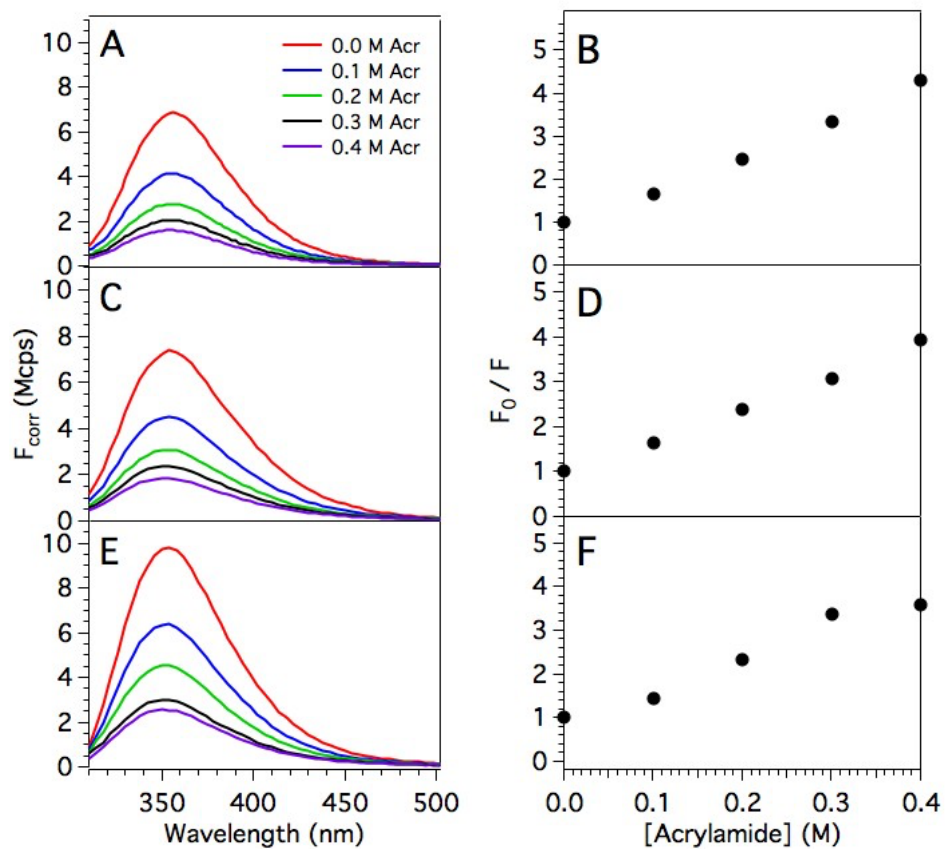 A
10
8
6
4
2
0
0.0 M Acr
0.1 M Acr
0.2 M Acr
0.3 M Acr
0.4 M Acr
B
5
4
3
2
1
0
C
10
8
6
4
2
0
F_corr (Mcps)
D
5
4
3
2
1
0
F_0 / F
E
10
8
6
4
2
0
350 400 450 500
Wavelength (nm)
F
5
4
3
2
1
0
0.0 0.1 0.2 0.3 0.4
[Acrylamide] (M)